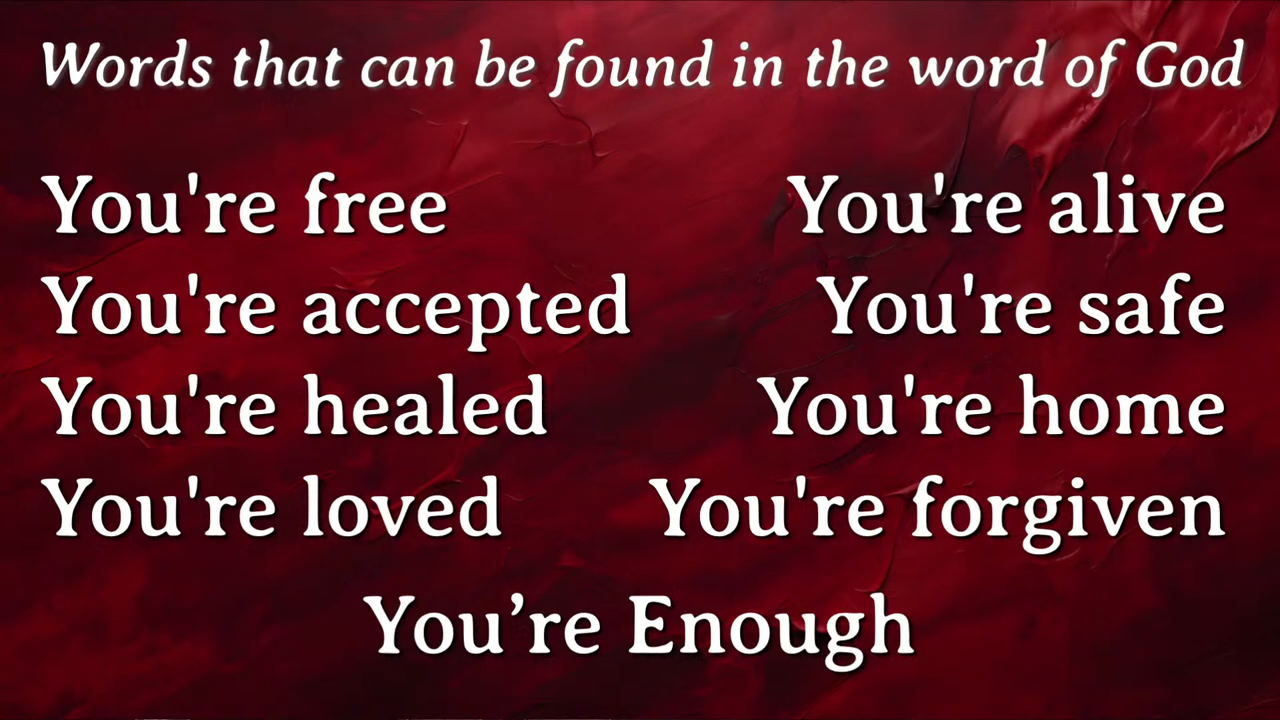 Words that can be found in the word of God
You're free
You're accepted
You're healed
You're loved
You're alive
You're safe
You're home
You're forgiven
You’re Enough